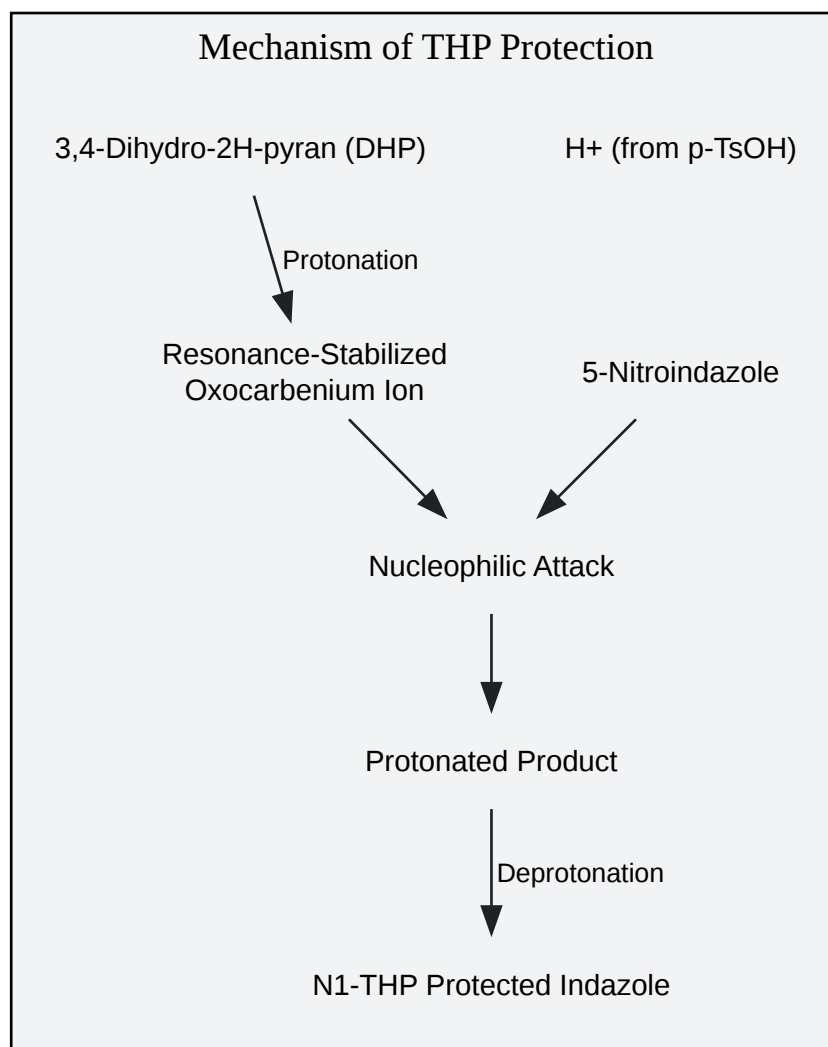 Mechanism of THP Protection
3,4-Dihydro-2H-pyran (DHP)
H+ (from p-TsOH)
Protonation
Resonance-Stabilized
Oxocarbenium Ion
5-Nitroindazole
Nucleophilic Attack
Protonated Product
Deprotonation
N1-THP Protected Indazole